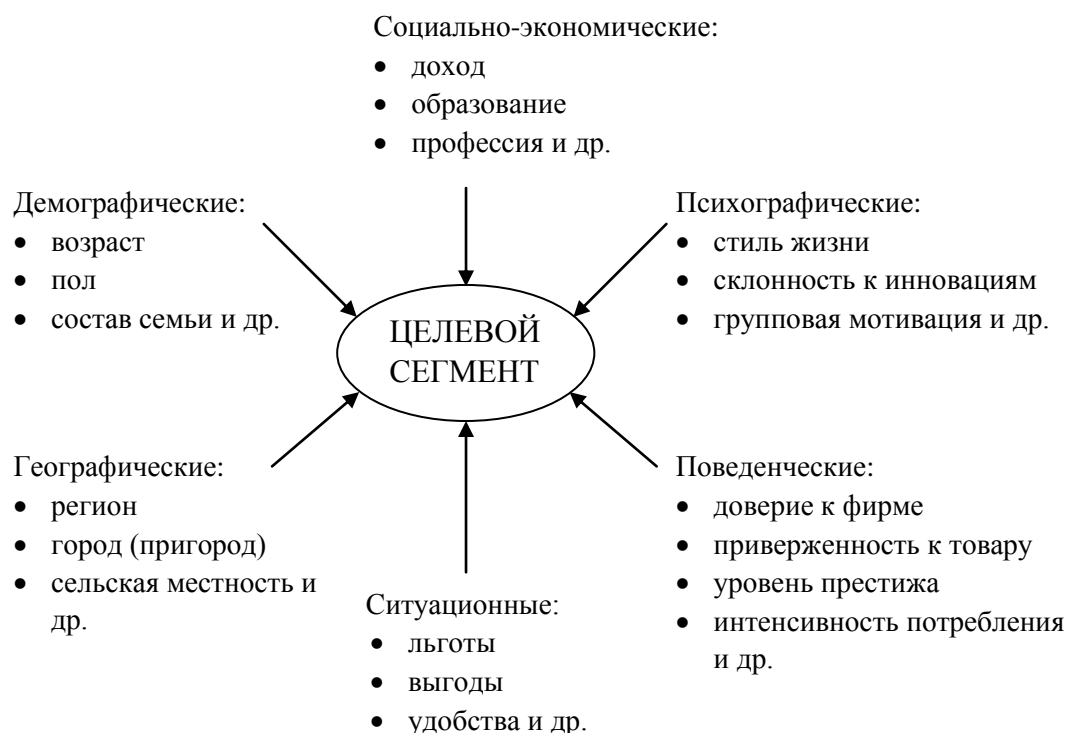 Социально-экономические:
• доход
• образование
• профессия и др.
Демографические:
• возраст
• пол
• состав семьи и др.
Психографические:
• стиль жизни
• склонность к инновациям
• групповая мотивация и др.
ЦЕЛЕВОЙ
СЕГМЕНТ
Географические:
• регион
• город (пригород)
• сельская местность и
др.
Ситуационные:
• льготы
• выгоды
• удобства и др.
Поведенческие:
• доверие к фирме
• приверженность к товару
• уровень престижа
• интенсивность потребления
и др.